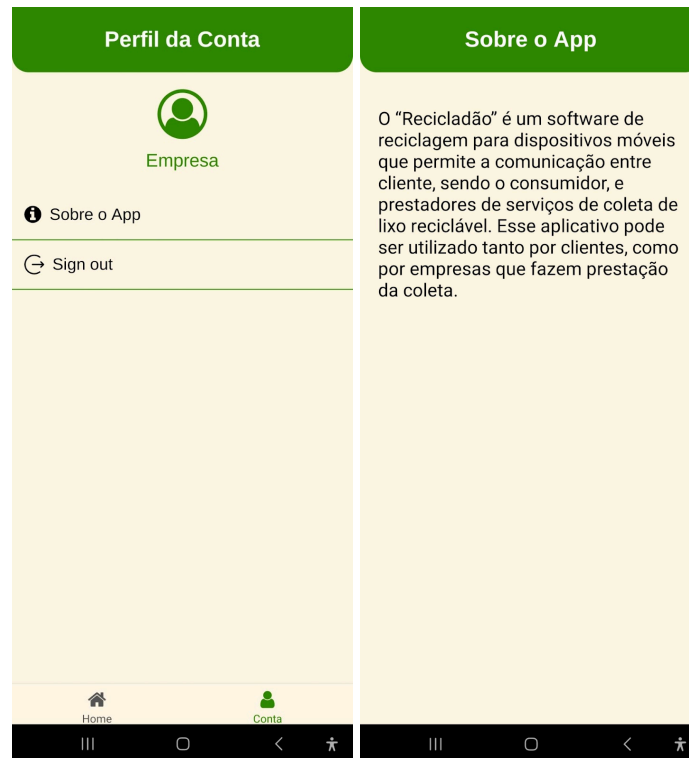 Perfil da Conta
Empresa
Sobre o App
Sign out
Home
Conta
Sobre o App
O “Recicladão” é um software de
reciclagem para dispositivos móveis
que permite a comunicação entre
cliente, sendo o consumidor, e
prestadores de serviços de coleta de
lixo reciclável. Esse aplicativo pode
ser utilizado tanto por clientes, como
por empresas que fazem prestação
da coleta.